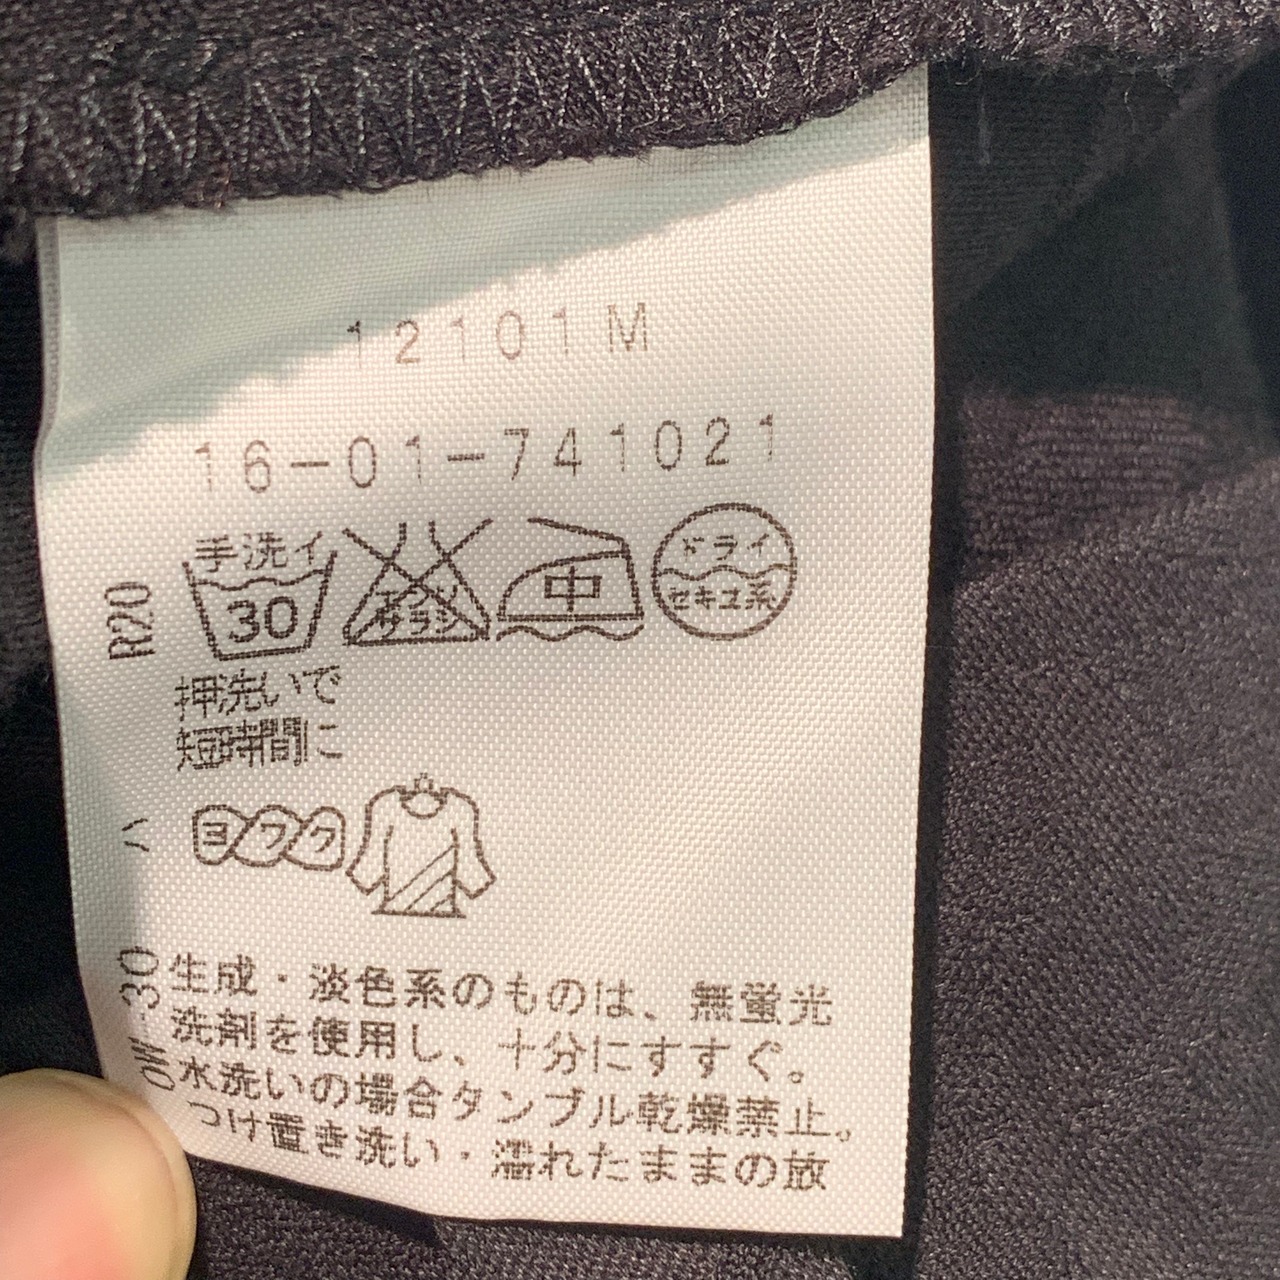 12101M
16-01-741021
手洗イ 30 エンソ サラシ 中 ドライ セキユ系
R20
押洗いで
短時間に
ヨワク
ハ
生成・淡色系のものは、無蛍光
洗剤を使用し、十分にすすぐ。
水洗いの場合タンブル乾燥禁止。
つけ置き洗い・濡れたままの放
OW-30